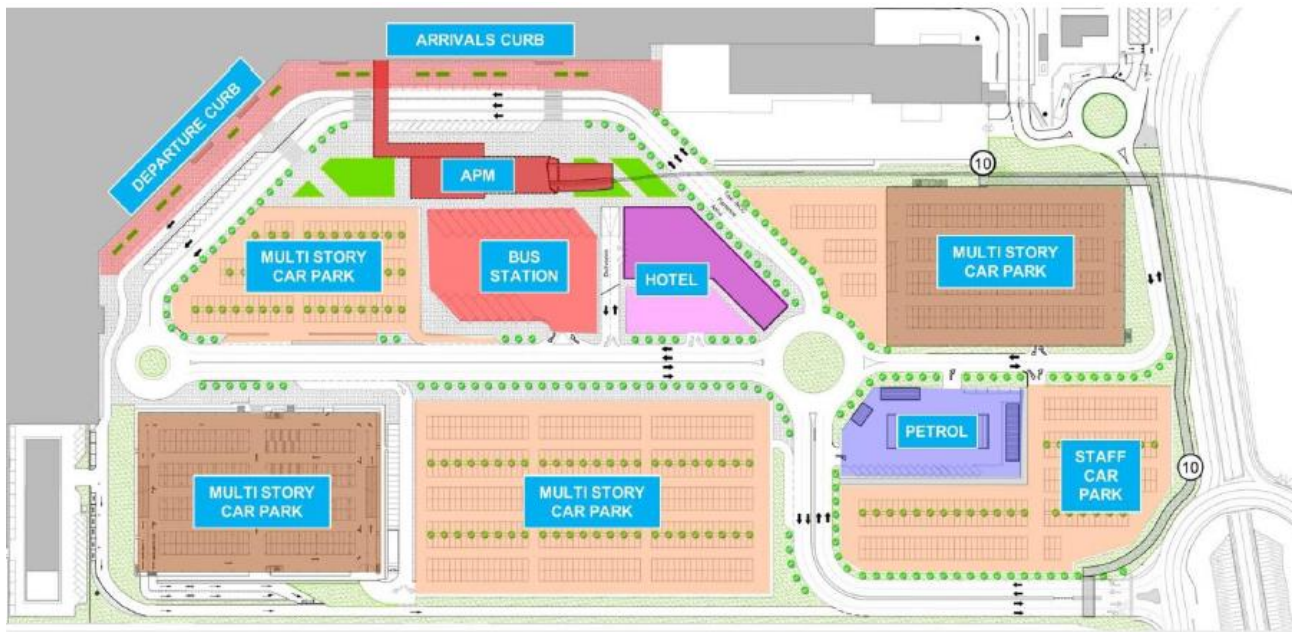 ARRIVALS CURB
DEPARTURE CURB
10
APM
MULTI STORY
CAR PARK
BUS
STATION
HOTEL
MULTI STORY
CAR PARK
PETROL
STAFF
CAR
PARK
10
MULTI STORY
CAR PARK
MULTI STORY
CAR PARK